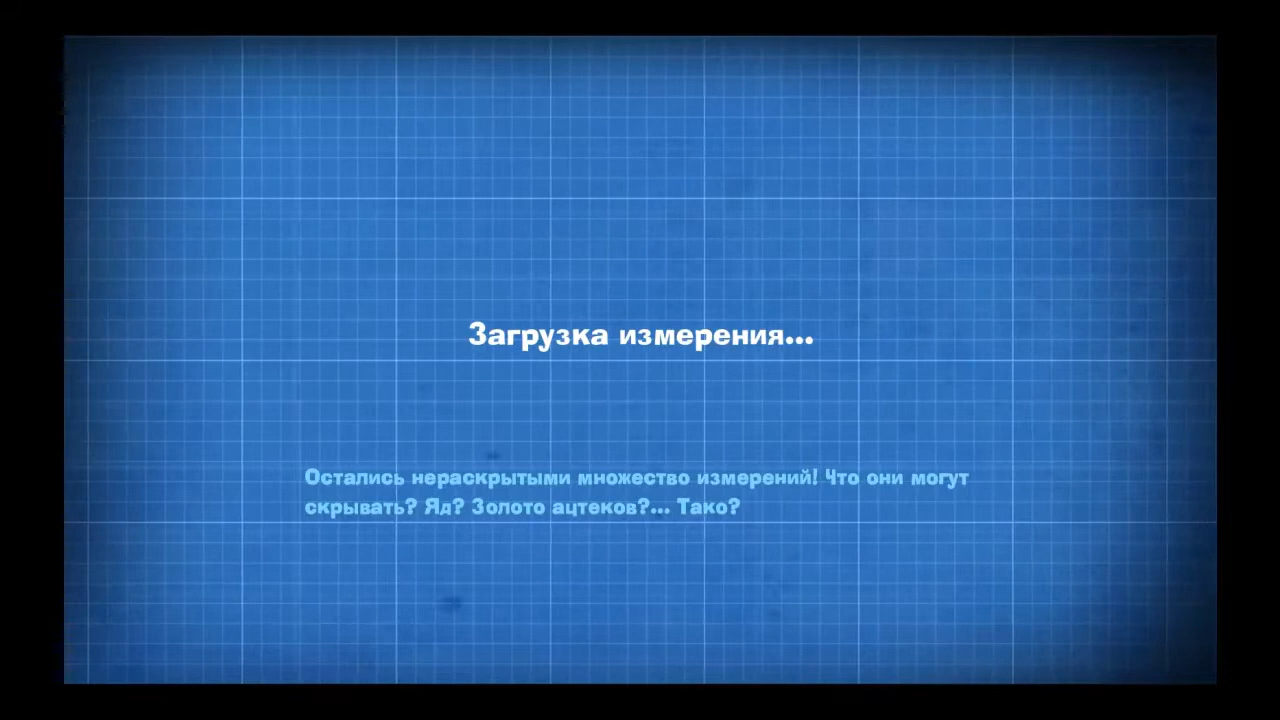 Загрузка измерения...
Остались нераскрытыми множество измерений! Что они могут
скрывать? Яд? Золото ацтеков?... Тако?